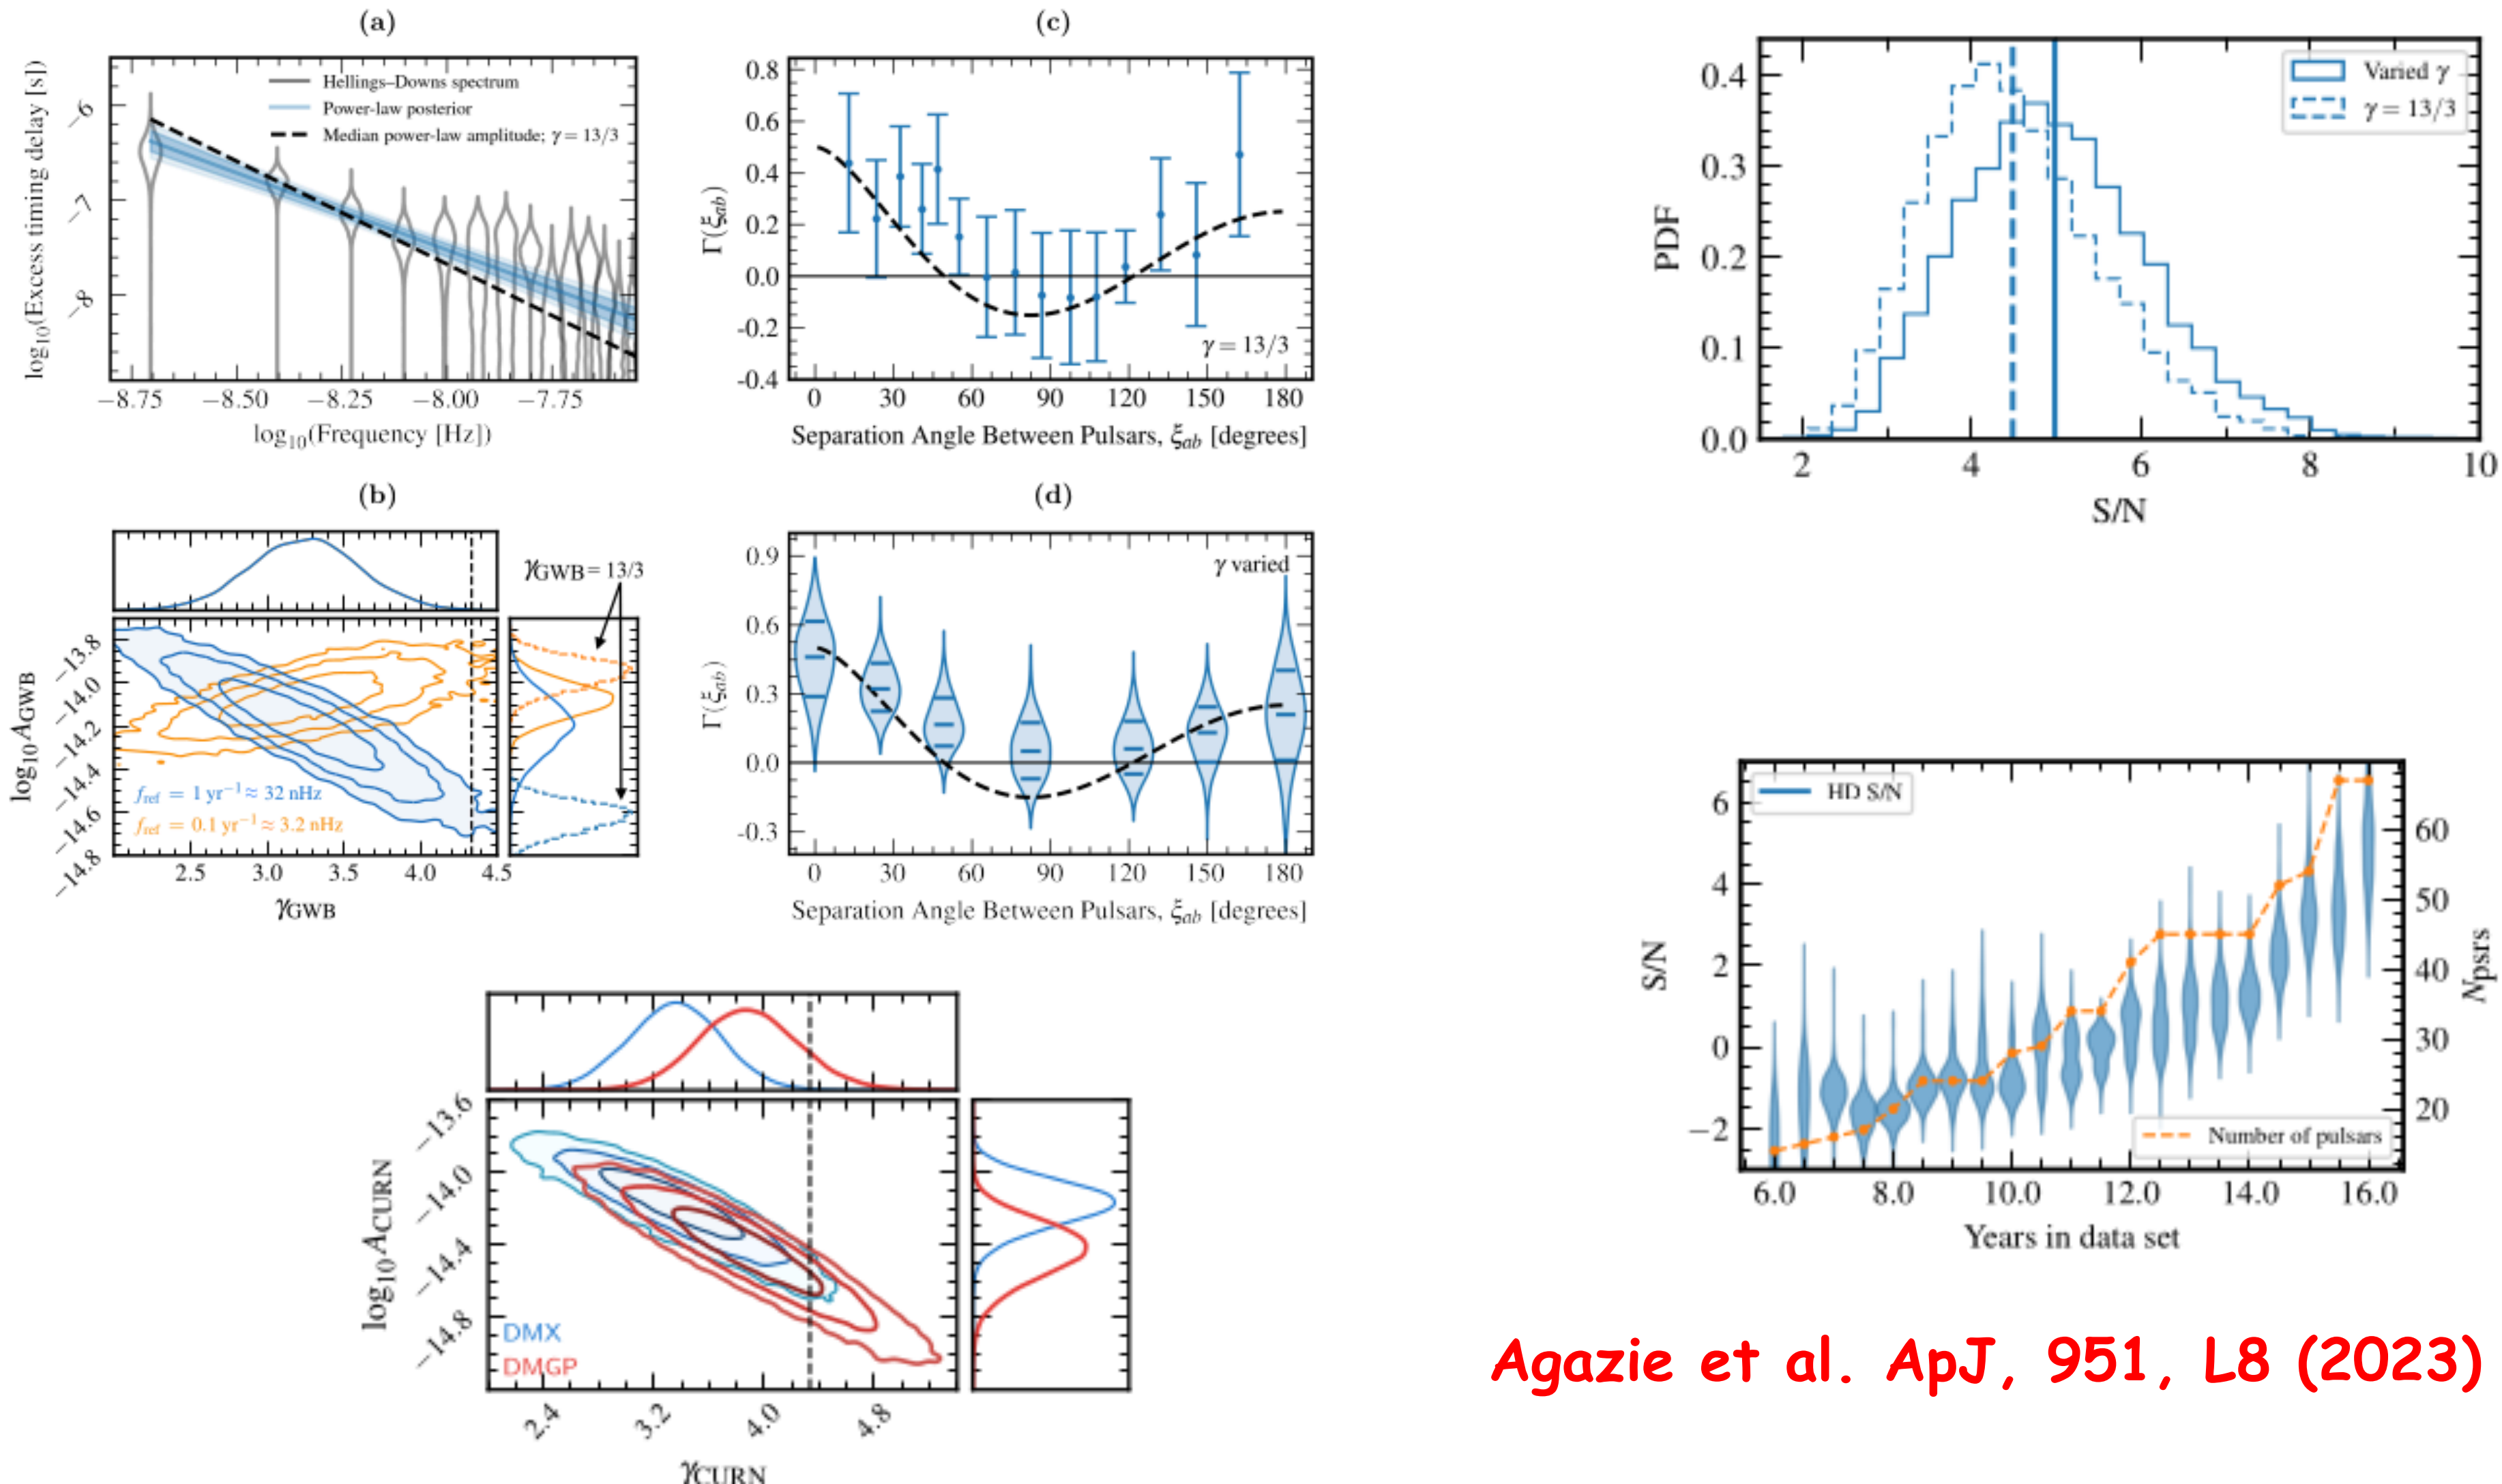 (a)
log₁₀(Excess timing delay [s])
−6
−7
−8
Hellings–Downs spectrum
Power-law posterior
Median power-law amplitude; γ = 13/3
−8.75 −8.50 −8.25 −8.00 −7.75
log₁₀(Frequency [Hz])
(c)
Γ(ξab)
0.8
0.6
0.4
0.2
0.0
-0.2
-0.4
γ = 13/3
0 30 60 90 120 150 180
Separation Angle Between Pulsars, ξab [degrees]
PDF
0.4
0.3
0.2
0.1
0.0
Varied γ
γ = 13/3
2 4 6 8 10
S/N
(b)
γGWB = 13/3
log₁₀AGWB
−13.8
−14.0
−14.2
−14.4
−14.6
−14.8
fref = 1 yr⁻¹ ≈ 32 nHz
fref = 0.1 yr⁻¹ ≈ 3.2 nHz
2.5 3.0 3.5 4.0 4.5
γGWB
(d)
Γ(ξab)
0.9
0.6
0.3
0.0
-0.3
γ varied
0 30 60 90 120 150 180
Separation Angle Between Pulsars, ξab [degrees]
S/N
6
4
2
0
−2
HD S/N
60
50
40
30
20
Npsrs
Number of pulsars
6.0 8.0 10.0 12.0 14.0 16.0
Years in data set
log₁₀ACURN
−13.6
−14.0
−14.4
−14.8
DMX
DMGP
2.4 3.2 4.0 4.8
γCURN
Agazie et al. ApJ, 951, L8 (2023)